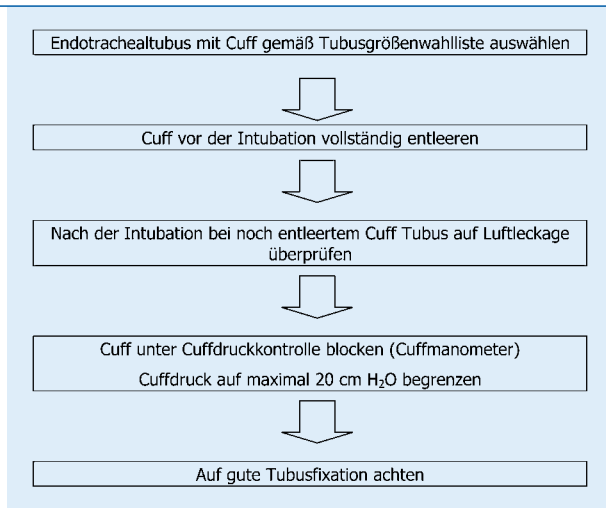 Endotrachealtubus mit Cuff gemäß Tubusgrößenwahlliste auswählen
Cuff vor der Intubation vollständig entleeren
Nach der Intubation bei noch entleertem Cuff Tubus auf Luftleckage
überprüfen
Cuff unter Cuffdruckkontrolle blocken (Cuffmanometer)
Cuffdruck auf maximal 20 cm H₂O begrenzen
Auf gute Tubusfixation achten